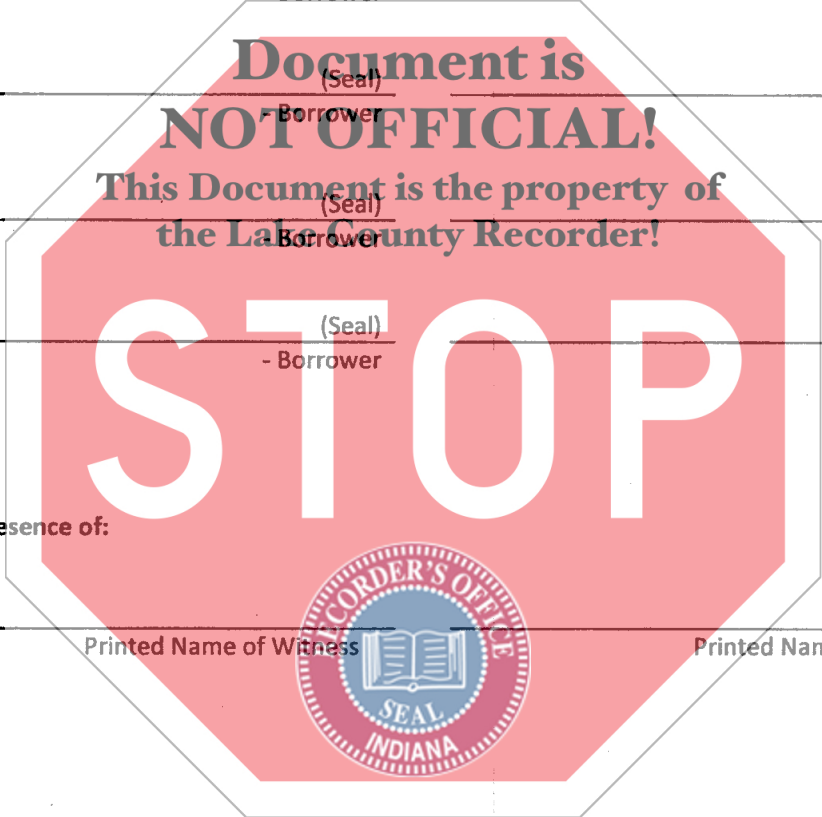 Document is
(Seal)
- Borrower
NOT OFFICIAL!
This Document is the property of
(Seal)
- Borrower
the Lake County Recorder!
STOP
(Seal)
- Borrower
esence of:
RECORDER'S OFFICE
SEAL
INDIANA
Printed Name of Witness
Printed Nan